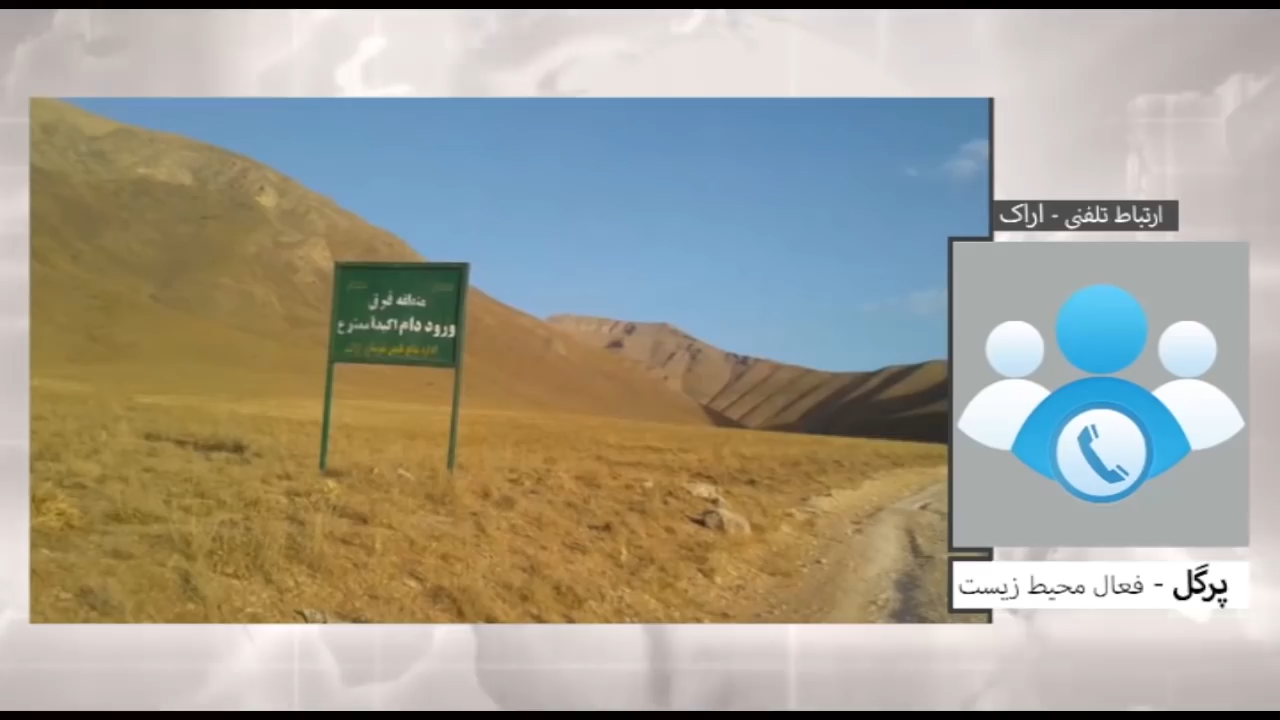 ارتباط تلفنی - اراک
منطقه قرق
ورود دام اکیدا ممنوع
پرگل - فعال محیط زیست